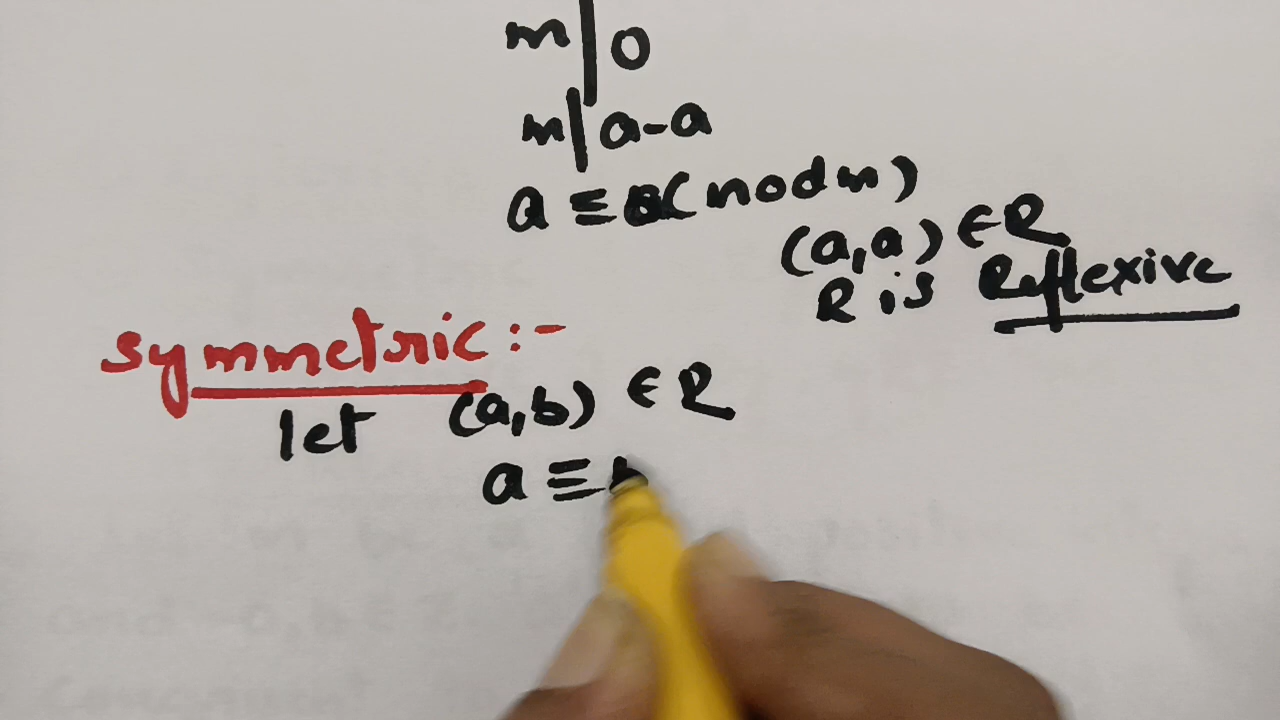 m | 0
m | a-a
a ≡ a (mod m)
(a,a) ∈ R
R is Reflexive
symmetric :-
let (a,b) ∈ R
a ≡